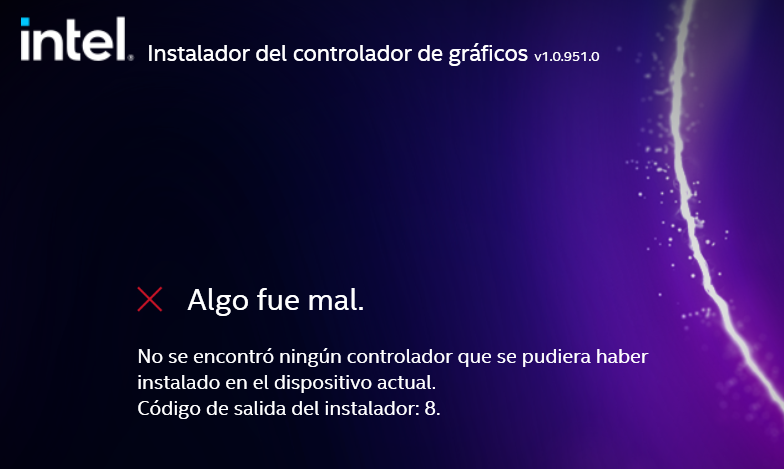 intel. Instalador del controlador de gráficos v1.0.951.0
Algo fue mal.
No se encontró ningún controlador que se pudiera haber
instalado en el dispositivo actual.
Código de salida del instalador: 8.